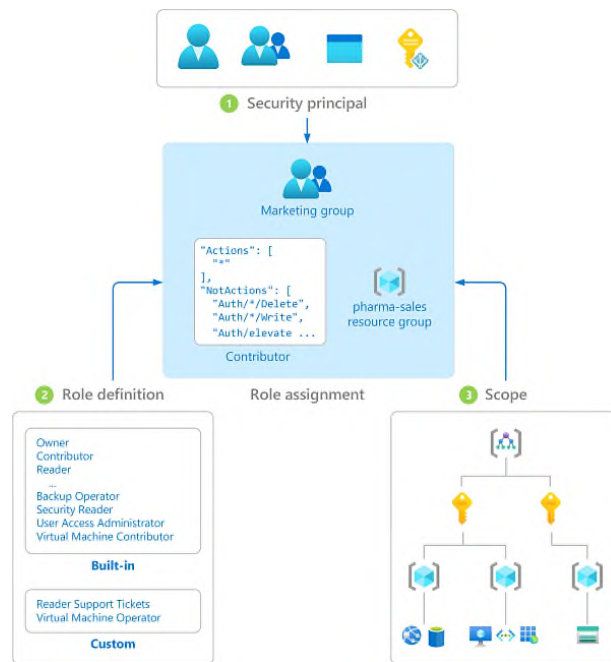 1 Security principal
Marketing group
"Actions": [
"*"
],
"NotActions": [
"Auth/*/Delete",
"Auth/*/Write",
"Auth/elevate ...
Contributor
pharma-sales
resource group
2 Role definition
Role assignment
3 Scope
Owner
Contributor
Reader
...
Backup Operator
Security Reader
User Access Administrator
Virtual Machine Contributor
Built-in
Reader Support Tickets
Virtual Machine Operator
Custom